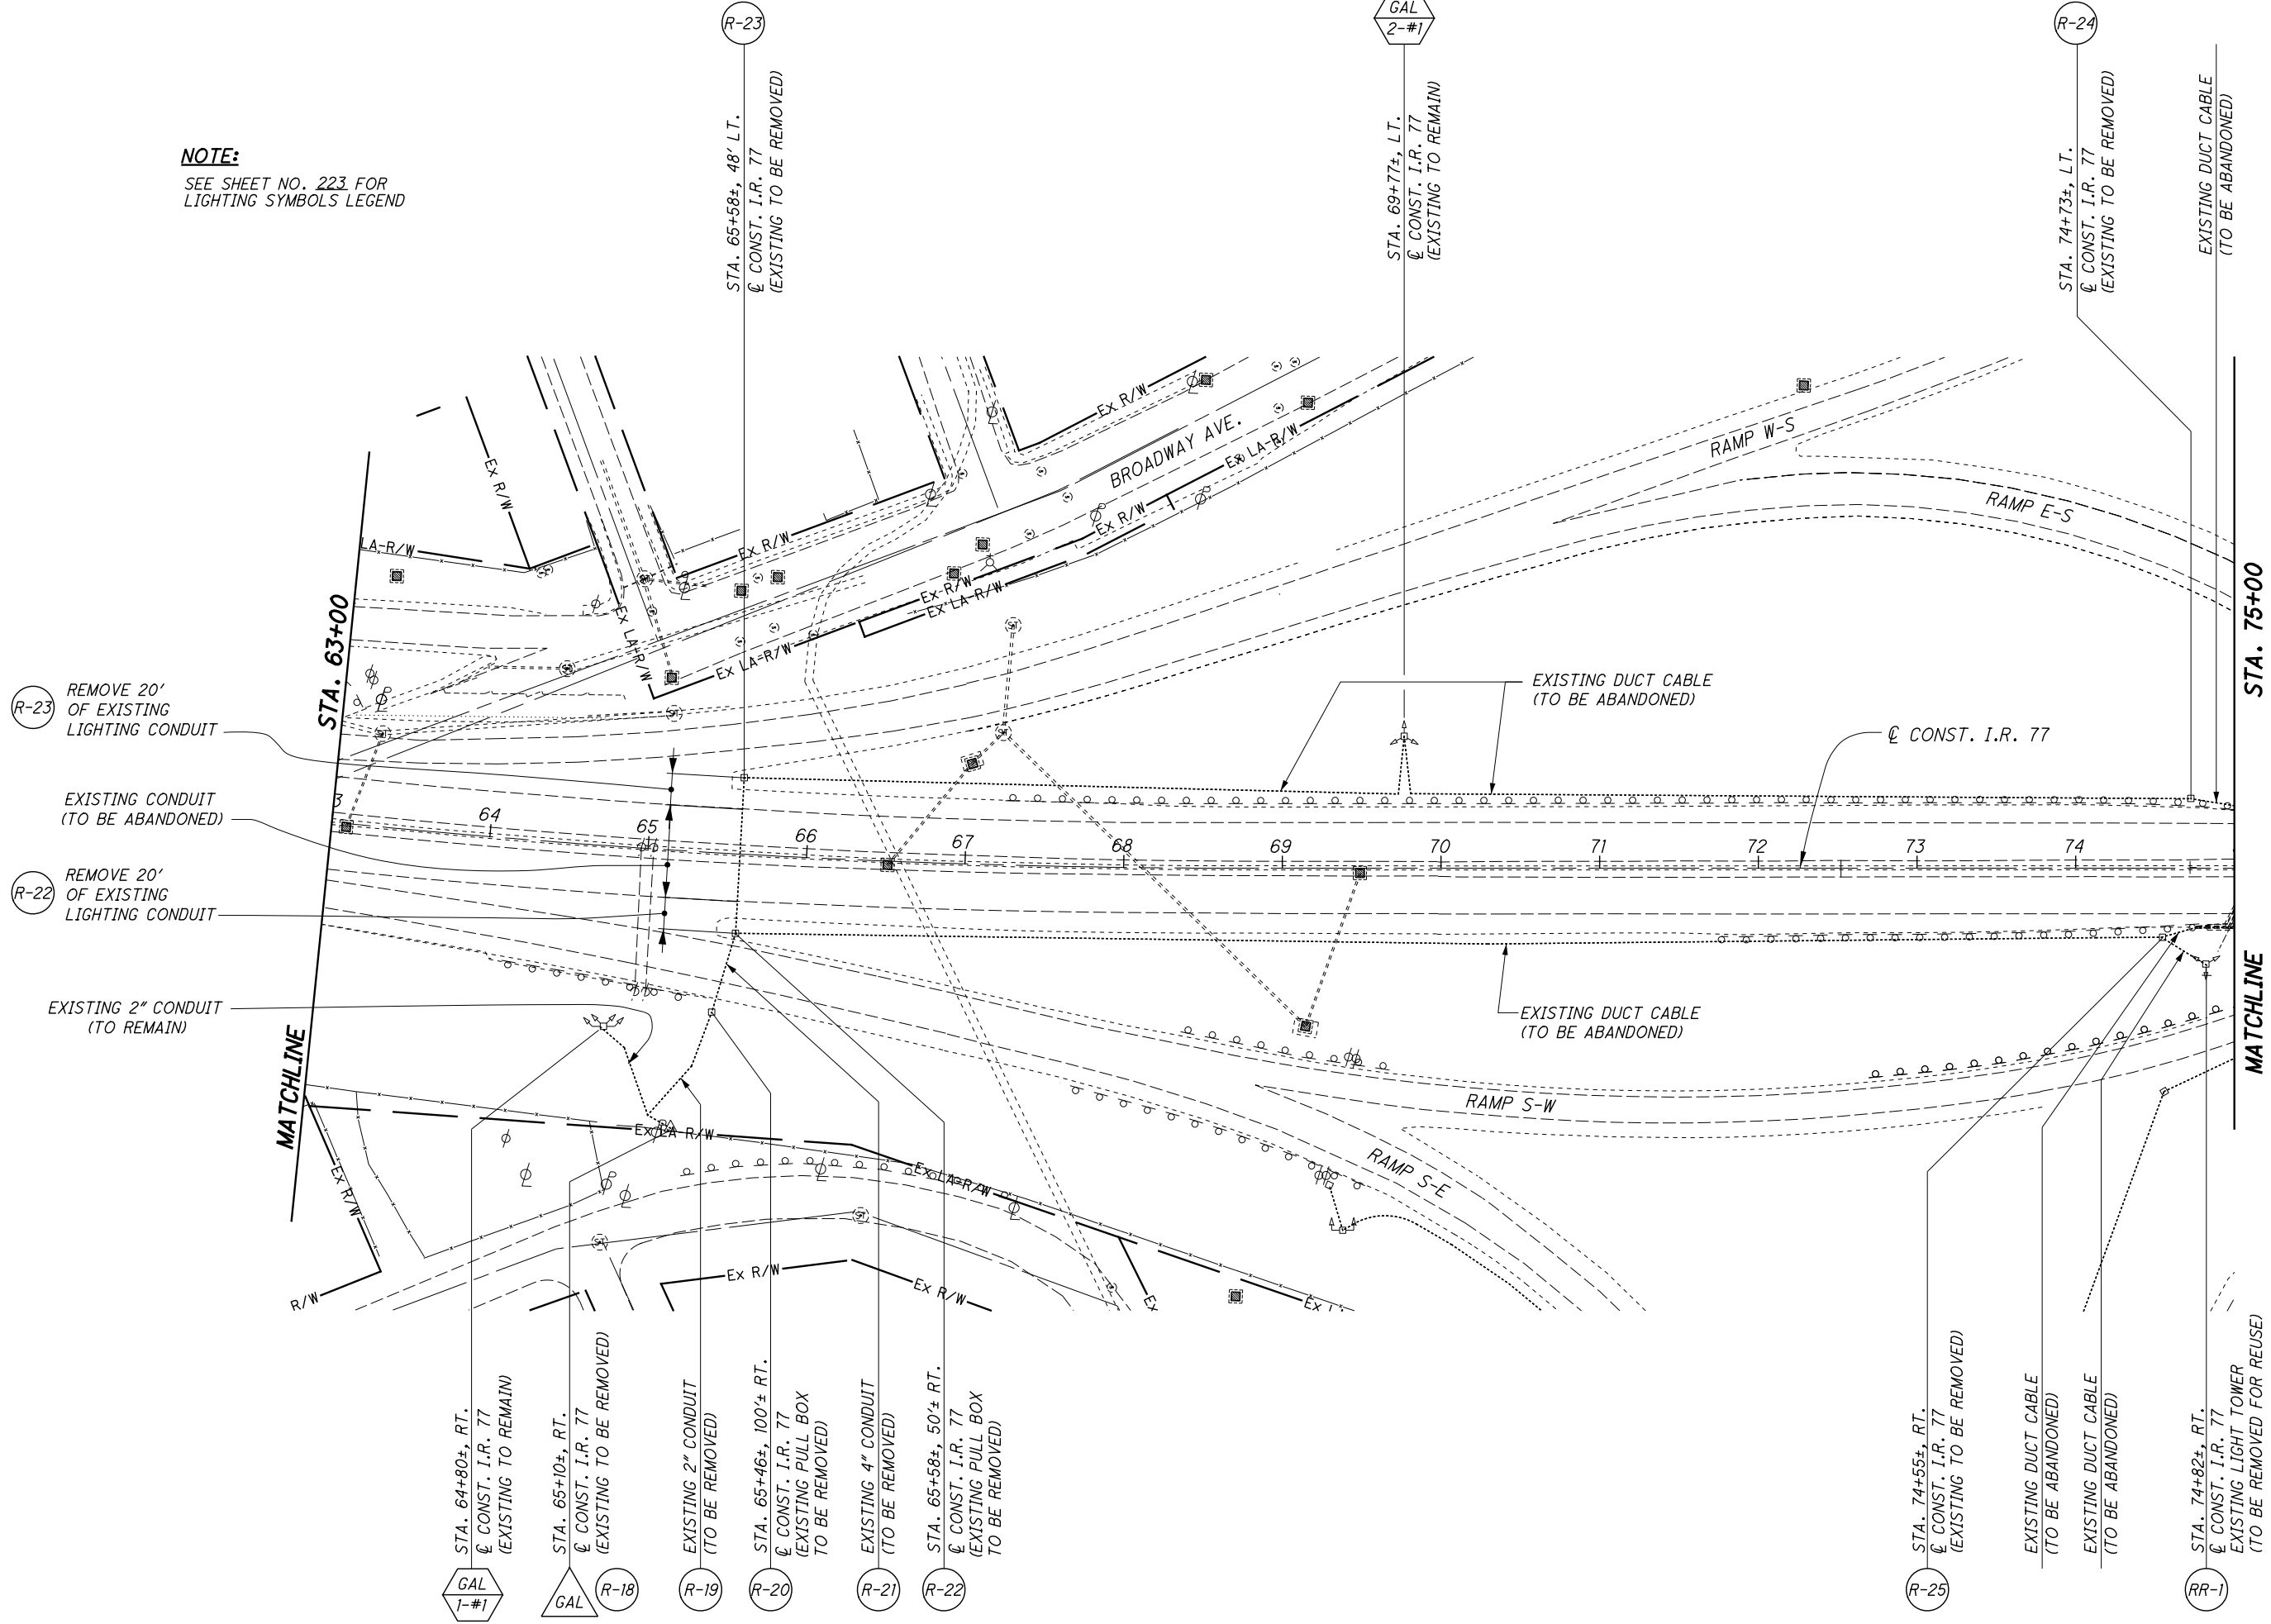 R-23
GAL
2-#1
R-24
STA. 65+58±, 48' LT.
℄ CONST. I.R. 77
(EXISTING TO BE REMOVED)
STA. 69+77±, LT.
℄ CONST. I.R. 77
(EXISTING TO REMAIN)
STA. 74+73±, LT.
℄ CONST. I.R. 77
(EXISTING TO BE REMOVED)
EXISTING DUCT CABLE
(TO BE ABANDONED)
NOTE:
SEE SHEET NO. 223 FOR
LIGHTING SYMBOLS LEGEND
Ex R/W
Ex R/W
BROADWAY AVE.
Ex LA-R/W
RAMP W-S
RAMP E-S
LA-R/W
Ex R/W
Ex R/W
Ex R/W
Ex LA-R/W
Ex LA-R/W
Ex LA-R/W
STA. 63+00
STA. 75+00
R-23
REMOVE 20'
OF EXISTING
LIGHTING CONDUIT
EXISTING DUCT CABLE
(TO BE ABANDONED)
℄ CONST. I.R. 77
EXISTING CONDUIT
(TO BE ABANDONED)
3
64
65
66
67
68
69
70
71
72
73
74
R-22
REMOVE 20'
OF EXISTING
LIGHTING CONDUIT
EXISTING 2" CONDUIT
(TO REMAIN)
EXISTING DUCT CABLE
(TO BE ABANDONED)
MATCHLINE
MATCHLINE
RAMP S-W
RAMP S-E
Ex LA-R/W
Ex LA-R/W
Ex R/W
R/W
Ex R/W
Ex R/W
Ex
Ex L
STA. 64+80±, RT.
℄ CONST. I.R. 77
(EXISTING TO REMAIN)
STA. 65+10±, RT.
℄ CONST. I.R. 77
(EXISTING TO BE REMOVED)
EXISTING 2" CONDUIT
(TO BE REMOVED)
STA. 65+46±, 100'± RT.
℄ CONST. I.R. 77
(EXISTING PULL BOX
TO BE REMOVED)
EXISTING 4" CONDUIT
(TO BE REMOVED)
STA. 65+58±, 50'± RT.
℄ CONST. I.R. 77
(EXISTING PULL BOX
TO BE REMOVED)
STA. 74+55±, RT.
℄ CONST. I.R. 77
(EXISTING TO BE REMOVED)
EXISTING DUCT CABLE
(TO BE ABANDONED)
EXISTING DUCT CABLE
(TO BE ABANDONED)
STA. 74+82±, RT.
℄ CONST. I.R. 77
EXISTING LIGHT TOWER
(TO BE REMOVED FOR REUSE)
GAL
1-#1
GAL
R-18
R-19
R-20
R-21
R-22
R-25
RR-1